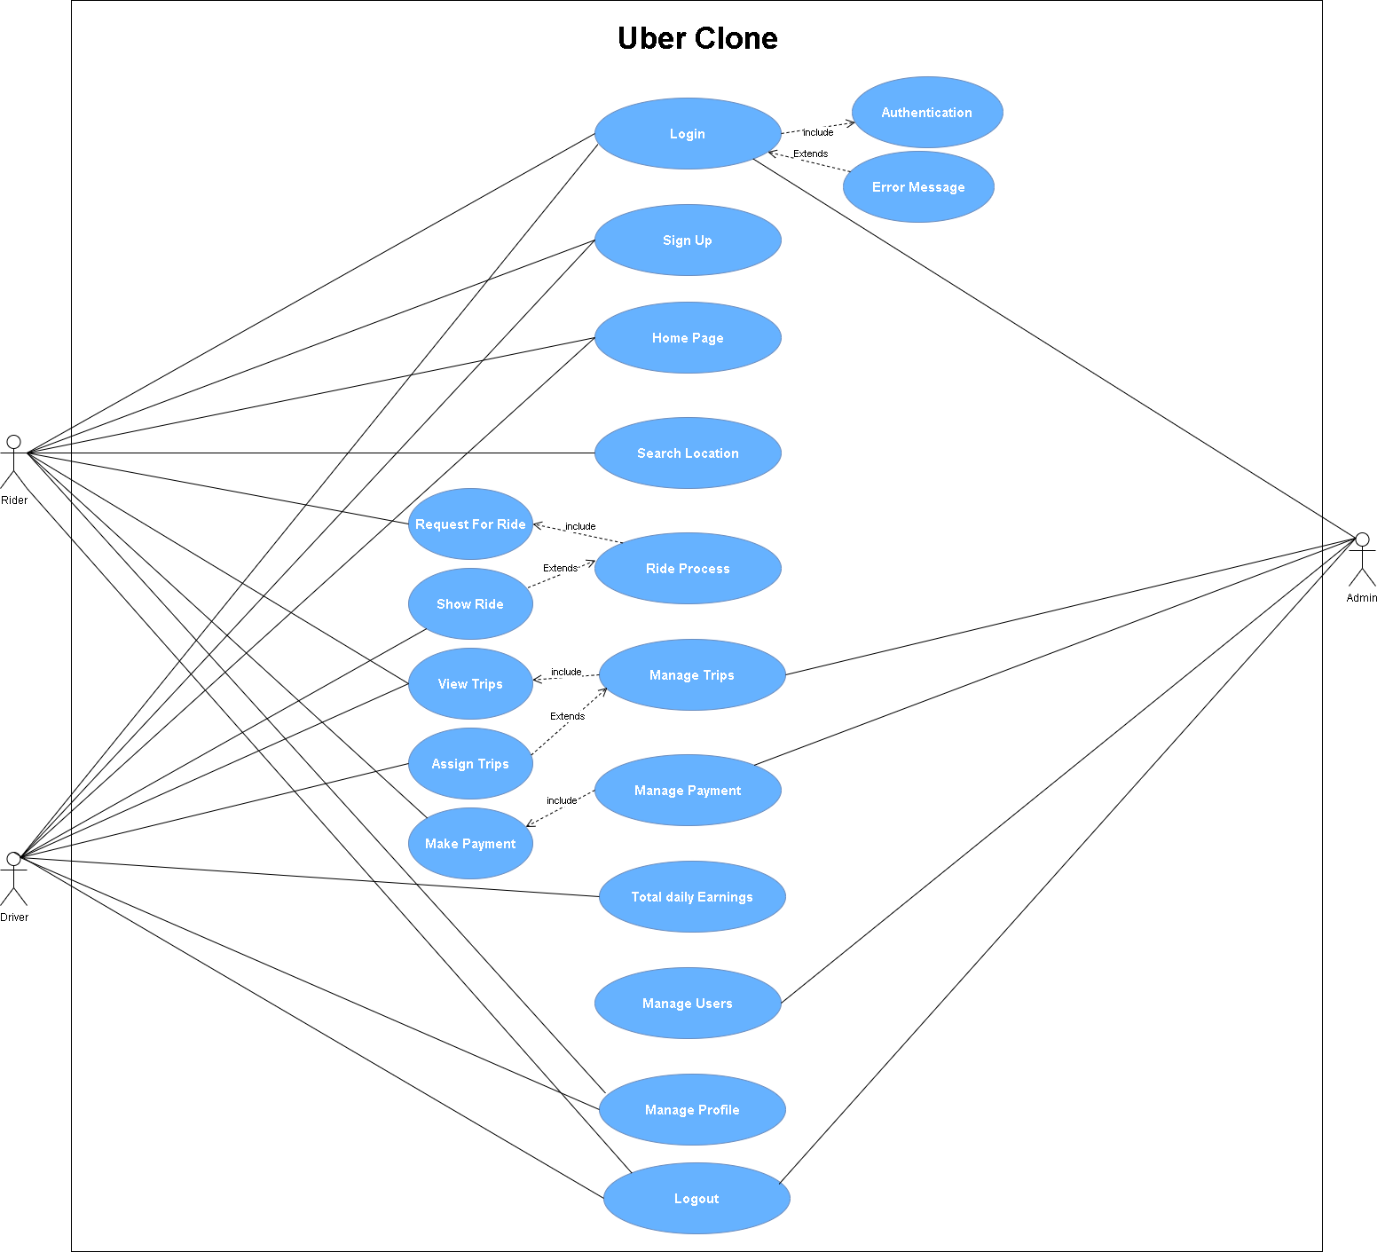 Uber Clone
Authentication
Login
include
Extends
Error Message
Sign Up
Home Page
Search Location
Rider
Request For Ride
include
Ride Process
Extends
Show Ride
Admin
View Trips
include
Manage Trips
Extends
Assign Trips
Manage Payment
include
Make Payment
Total daily Earnings
Driver
Manage Users
Manage Profile
Logout